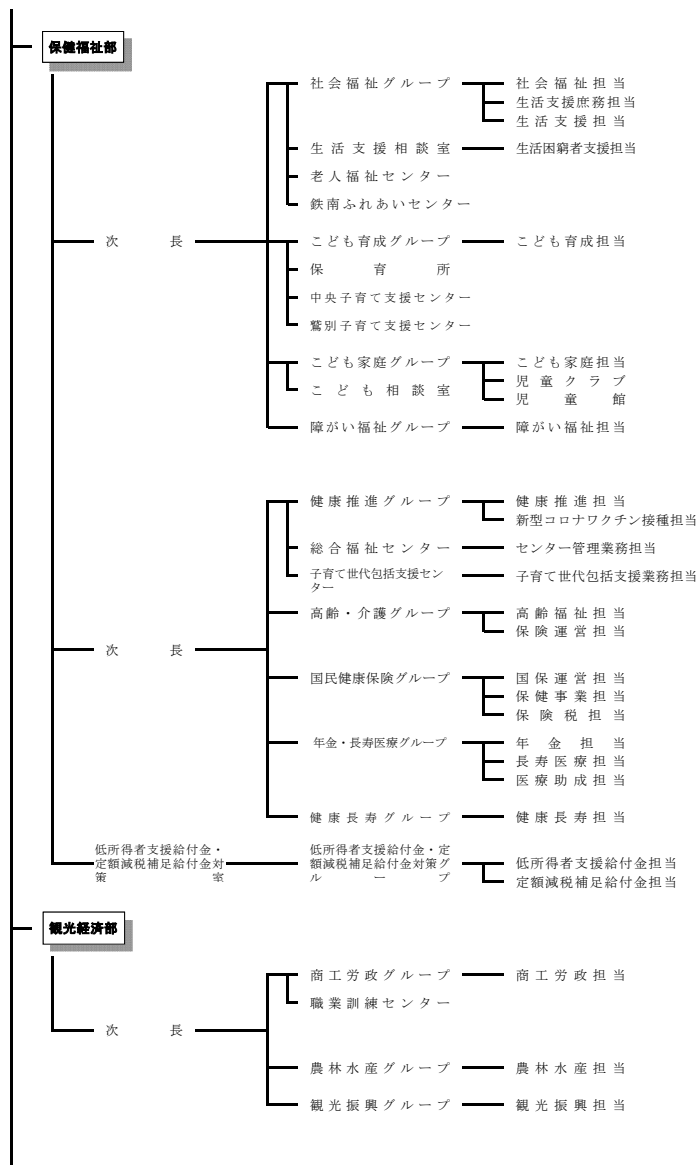 保健福祉部
社会福祉グループ 社会福祉担当
生活支援庶務担当
生活支援担当
生活支援相談室 生活困窮者支援担当
老人福祉センター
鉄南ふれあいセンター
次長 こども育成グループ こども育成担当
保育所
中央子育て支援センター
鷲別子育て支援センター
こども家庭グループ こども家庭担当
児童クラブ
こども相談室
児童館
障がい福祉グループ 障がい福祉担当
健康推進グループ 健康推進担当
新型コロナワクチン接種担当
総合福祉センター センター管理業務担当
子育て世代包括支援セン
ター
子育て世代包括支援業務担当
高齢・介護グループ 高齢福祉担当
保険運営担当
次長
国民健康保険グループ 国保運営担当
保健事業担当
保険税担当
年金・長寿医療グループ 年金担当
長寿医療担当
医療助成担当
健康長寿グループ 健康長寿担当
低所得者支援給付金・
定額減税補足給付金対
策室
低所得者支援給付金・定
額減税補足給付金対策グ
ループ
低所得者支援給付金担当
定額減税補足給付金担当
観光経済部
商工労政グループ 商工労政担当
職業訓練センター
次長
農林水産グループ 農林水産担当
観光振興グループ 観光振興担当